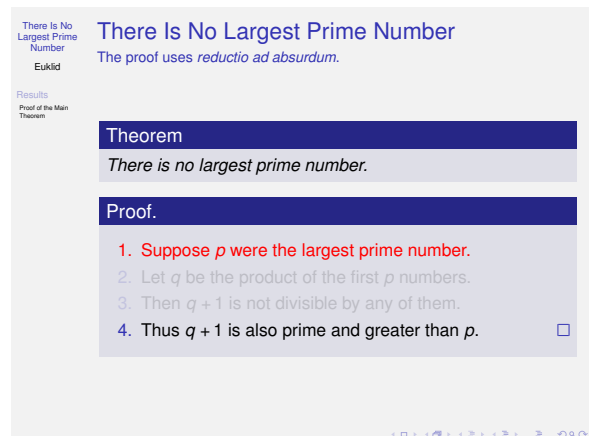 There Is No
Largest Prime
Number
Euklid
Results
Proof of the Main
Theorem
There Is No Largest Prime Number
The proof uses reductio ad absurdum.
Theorem
There is no largest prime number.
Proof.
1. Suppose p were the largest prime number.
2. Let q be the product of the first p numbers.
3. Then q + 1 is not divisible by any of them.
4. Thus q + 1 is also prime and greater than p. □